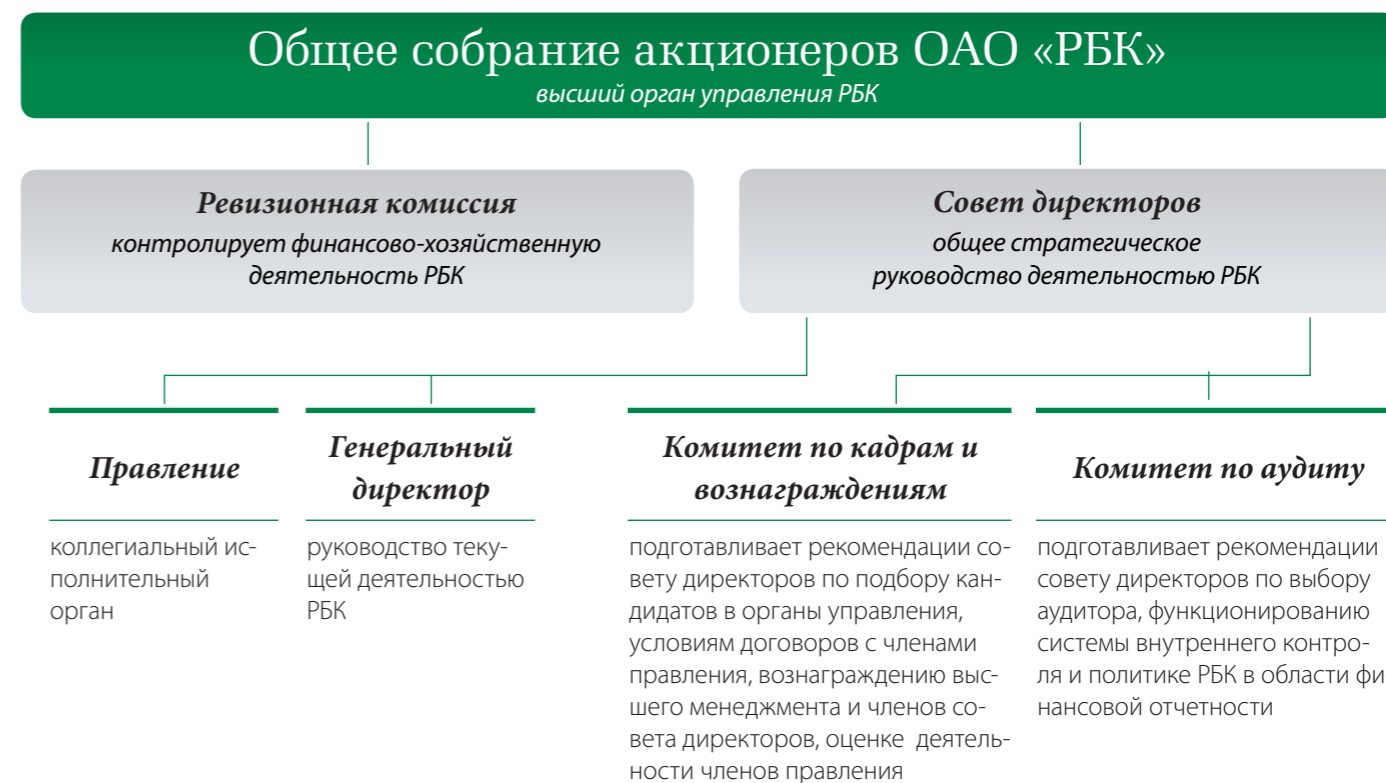 Общее собрание акционеров ОАО «РБК»
высший орган управления РБК
Ревизионная комиссия
контролирует финансово-хозяйственную
деятельность РБК
Совет директоров
общее стратегическое
руководство деятельностью РБК
Правление
коллегиальный ис-
полнительный
орган
Генеральный
директор
руководство теку-
щей деятельностью
РБК
Комитет по кадрам и
вознаграждениям
подготавливает рекомендации со-
вету директоров по подбору кан-
дидатов в органы управления,
условиям договоров с членами
правления, вознаграждению выс-
шего менеджмента и членов со-
вета директоров, оценке деятель-
ности членов правления
Комитет по аудиту
подготавливает рекомендации
совету директоров по выбору
аудитора, функционированию
системы внутреннего контро-
ля и политике РБК в области фи
нансовой отчетности